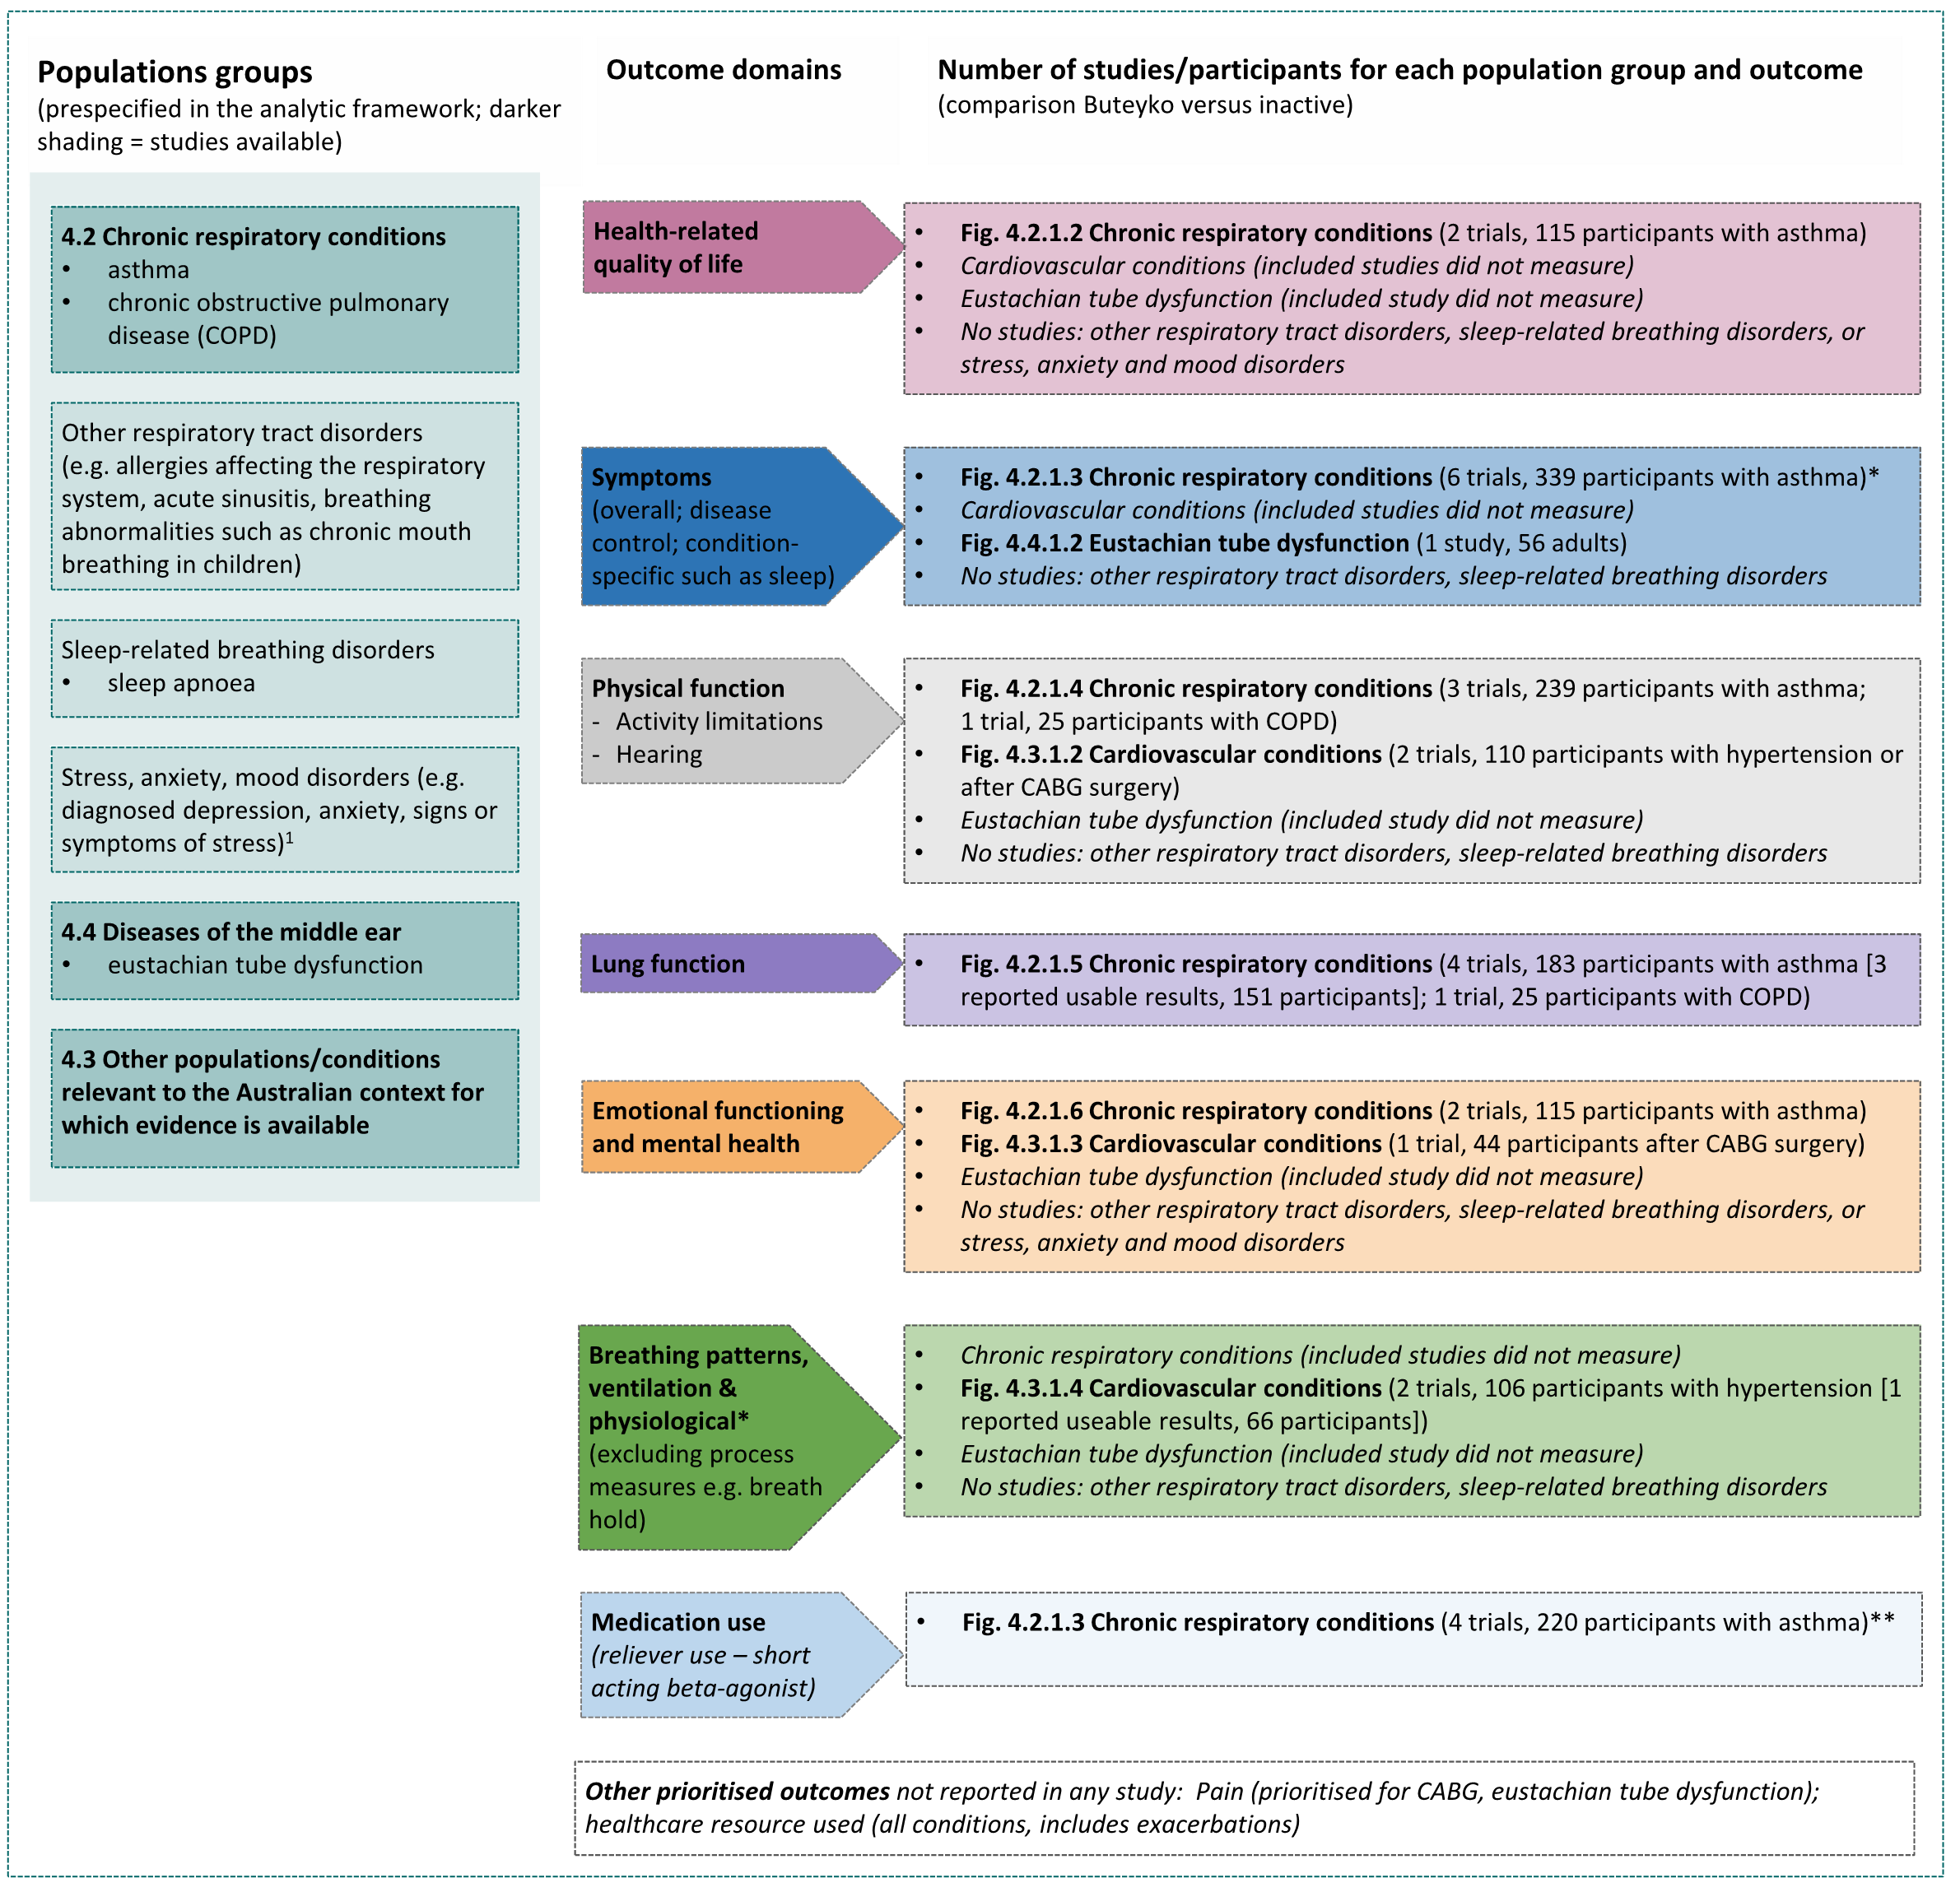 Populations groups
(prespecified in the analytic framework; darker
shading = studies available)
4.2 Chronic respiratory conditions
• asthma
• chronic obstructive pulmonary
disease (COPD)
Other respiratory tract disorders
(e.g. allergies affecting the respiratory
system, acute sinusitis, breathing
abnormalities such as chronic mouth
breathing in children)
Sleep-related breathing disorders
• sleep apnoea
Stress, anxiety, mood disorders (e.g.
diagnosed depression, anxiety, signs or
symptoms of stress)¹
4.4 Diseases of the middle ear
• eustachian tube dysfunction
4.3 Other populations/conditions
relevant to the Australian context for
which evidence is available
Outcome domains
Number of studies/participants for each population group and outcome
(comparison Buteyko versus inactive)
Health-related
quality of life
• Fig. 4.2.1.2 Chronic respiratory conditions (2 trials, 115 participants with asthma)
• Cardiovascular conditions (included studies did not measure)
• Eustachian tube dysfunction (included study did not measure)
• No studies: other respiratory tract disorders, sleep-related breathing disorders, or
stress, anxiety and mood disorders
Symptoms
(overall; disease
control; condition-
specific such as sleep)
• Fig. 4.2.1.3 Chronic respiratory conditions (6 trials, 339 participants with asthma)*
• Cardiovascular conditions (included studies did not measure)
• Fig. 4.4.1.2 Eustachian tube dysfunction (1 study, 56 adults)
• No studies: other respiratory tract disorders, sleep-related breathing disorders
Physical function
- Activity limitations
- Hearing
• Fig. 4.2.1.4 Chronic respiratory conditions (3 trials, 239 participants with asthma;
1 trial, 25 participants with COPD)
• Fig. 4.3.1.2 Cardiovascular conditions (2 trials, 110 participants with hypertension or
after CABG surgery)
• Eustachian tube dysfunction (included study did not measure)
• No studies: other respiratory tract disorders, sleep-related breathing disorders
Lung function
• Fig. 4.2.1.5 Chronic respiratory conditions (4 trials, 183 participants with asthma [3
reported usable results, 151 participants]; 1 trial, 25 participants with COPD)
Emotional functioning
and mental health
• Fig. 4.2.1.6 Chronic respiratory conditions (2 trials, 115 participants with asthma)
• Fig. 4.3.1.3 Cardiovascular conditions (1 trial, 44 participants after CABG surgery)
• Eustachian tube dysfunction (included study did not measure)
• No studies: other respiratory tract disorders, sleep-related breathing disorders, or
stress, anxiety and mood disorders
Breathing patterns,
ventilation &
physiological*
(excluding process
measures e.g. breath
hold)
• Chronic respiratory conditions (included studies did not measure)
• Fig. 4.3.1.4 Cardiovascular conditions (2 trials, 106 participants with hypertension [1
reported useable results, 66 participants])
• Eustachian tube dysfunction (included study did not measure)
• No studies: other respiratory tract disorders, sleep-related breathing disorders
Medication use
(reliever use – short
acting beta-agonist)
• Fig. 4.2.1.3 Chronic respiratory conditions (4 trials, 220 participants with asthma)**
Other prioritised outcomes not reported in any study: Pain (prioritised for CABG, eustachian tube dysfunction);
healthcare resource used (all conditions, includes exacerbations)